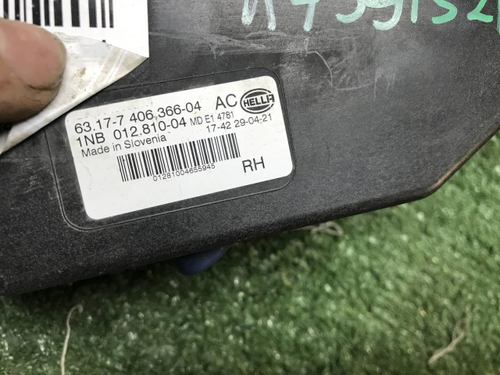 63.17-7 406.366-04 AC HELLA
1NB 012.810-04 MD E1 4781
Made in Slovenia 17-42 29-04-21
01281004655945
RH